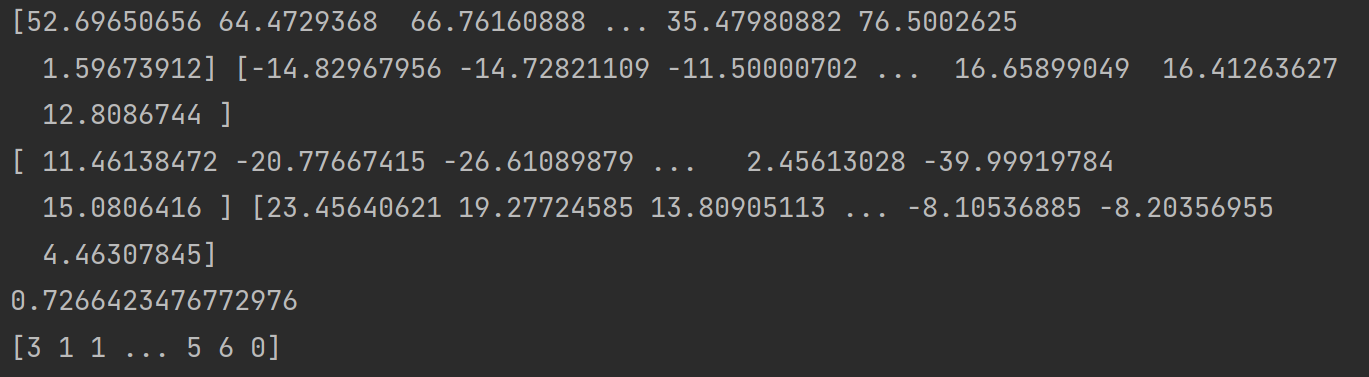 [52.69650656 64.4729368  66.76160888 ... 35.47980882 76.5002625
  1.59673912] [-14.82967956 -14.72821109 -11.50000702 ...  16.65899049  16.41263627
  12.8086744 ]
[ 11.46138472 -20.77667415 -26.61089879 ...   2.45613028 -39.99919784
  15.0806416 ] [23.45640621 19.27724585 13.80905113 ... -8.10536885 -8.20356955
  4.46307845]
0.7266423476772976
[3 1 1 ... 5 6 0]